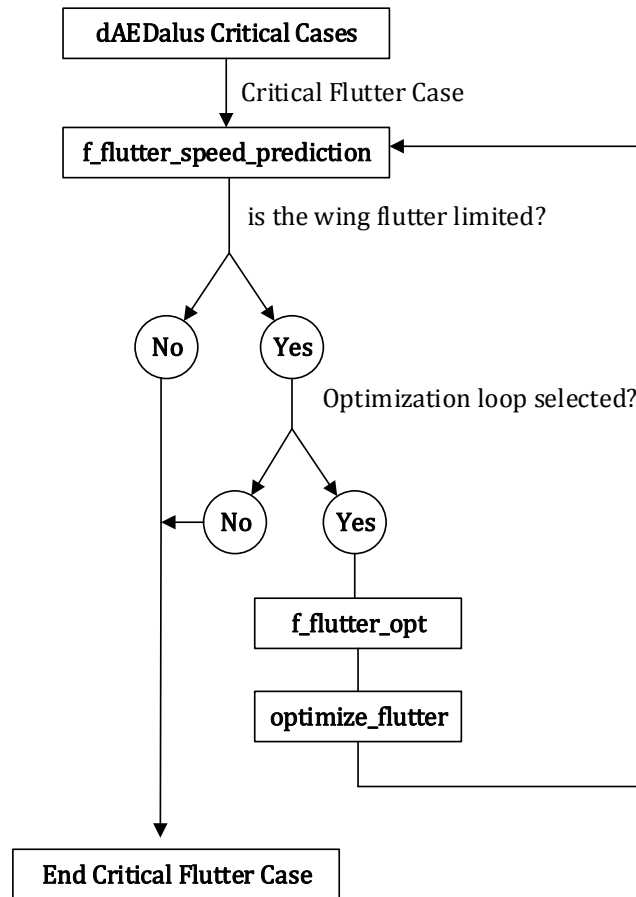 dAEDalus Critical Cases
Critical Flutter Case
f_flutter_speed_prediction
is the wing flutter limited?
No
Yes
Optimization loop selected?
No
Yes
f_flutter_opt
optimize_flutter
End Critical Flutter Case